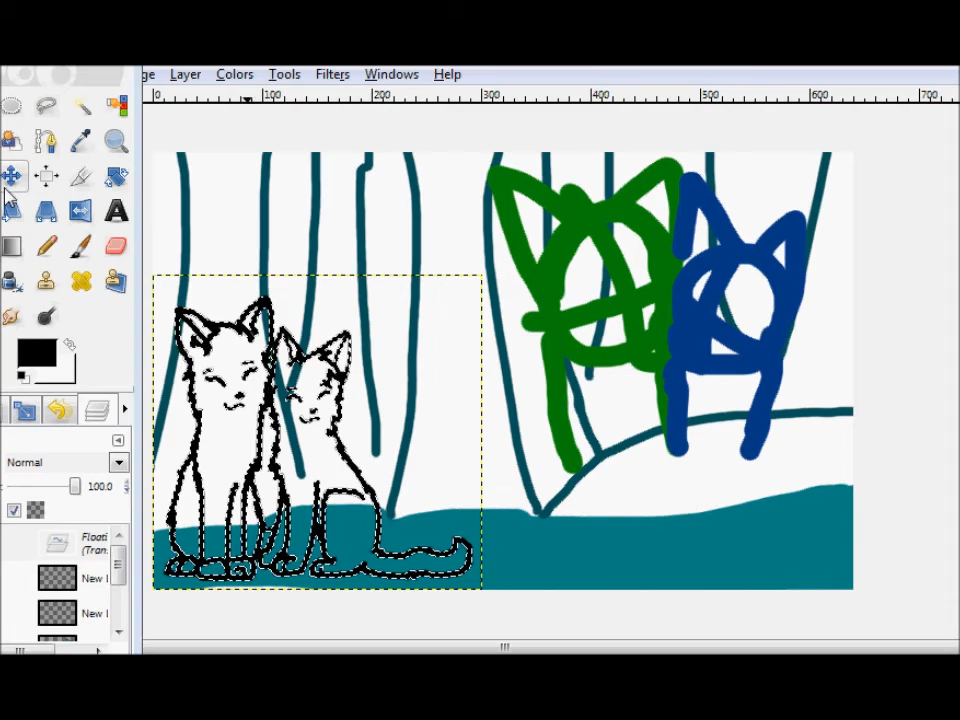 ge Layer Colors Tools Filters Windows Help
0 100 200 300 400 500 600 700
A
Normal
100.0
Floati
(Tran.
New l
New l